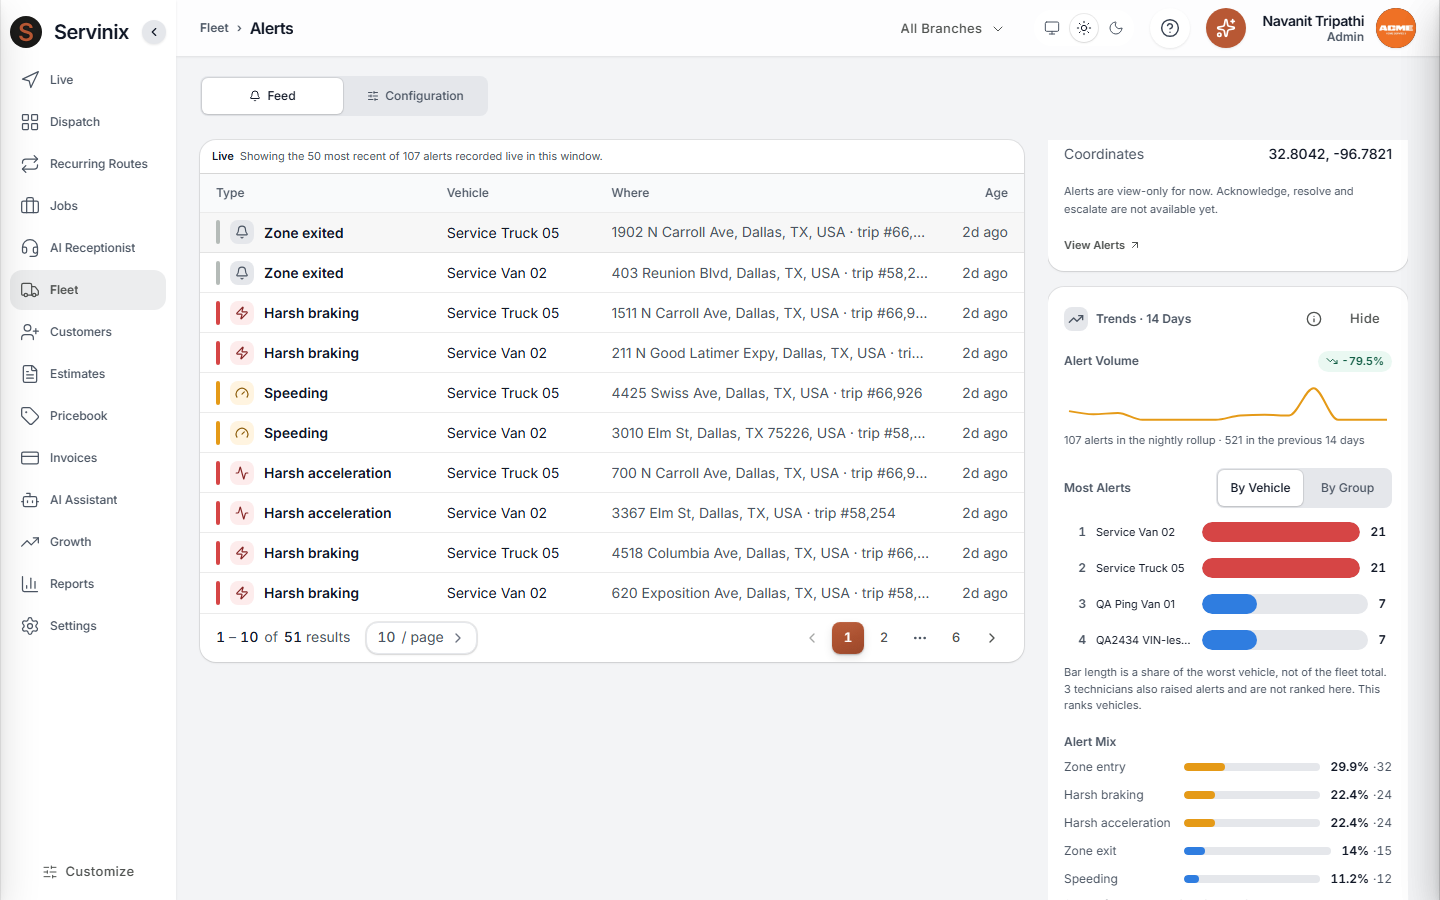 S Servinix
Live
Dispatch
Recurring Routes
Jobs
AI Receptionist
Fleet
Customers
Estimates
Pricebook
Invoices
AI Assistant
Growth
Reports
Settings
Customize
Fleet › Alerts
All Branches
Navanit Tripathi
Admin
ACME
Feed
Configuration
Live Showing the 50 most recent of 107 alerts recorded live in this window.
Type Vehicle Where Age
Zone exited Service Truck 05 1902 N Carroll Ave, Dallas, TX, USA · trip #66,... 2d ago
Zone exited Service Van 02 403 Reunion Blvd, Dallas, TX, USA · trip #58,2... 2d ago
Harsh braking Service Truck 05 1511 N Carroll Ave, Dallas, TX, USA · trip #66,9... 2d ago
Harsh braking Service Van 02 211 N Good Latimer Expy, Dallas, TX, USA · tri... 2d ago
Speeding Service Truck 05 4425 Swiss Ave, Dallas, TX, USA · trip #66,926 2d ago
Speeding Service Van 02 3010 Elm St, Dallas, TX 75226, USA · trip #58,... 2d ago
Harsh acceleration Service Truck 05 700 N Carroll Ave, Dallas, TX, USA · trip #66,9... 2d ago
Harsh acceleration Service Van 02 3367 Elm St, Dallas, TX, USA · trip #58,254 2d ago
Harsh braking Service Truck 05 4518 Columbia Ave, Dallas, TX, USA · trip #66,... 2d ago
Harsh braking Service Van 02 620 Exposition Ave, Dallas, TX, USA · trip #58,... 2d ago
1 – 10 of 51 results 10 / page 1 2 ··· 6
Coordinates 32.8042, -96.7821
Alerts are view-only for now. Acknowledge, resolve and
escalate are not available yet.
View Alerts
Trends · 14 Days Hide
Alert Volume -79.5%
107 alerts in the nightly rollup · 521 in the previous 14 days
Most Alerts By Vehicle By Group
1 Service Van 02 21
2 Service Truck 05 21
3 QA Ping Van 01 7
4 QA2434 VIN-les... 7
Bar length is a share of the worst vehicle, not of the fleet total.
3 technicians also raised alerts and are not ranked here. This
ranks vehicles.
Alert Mix
Zone entry 29.9% ·32
Harsh braking 22.4% ·24
Harsh acceleration 22.4% ·24
Zone exit 14% ·15
Speeding 11.2% ·12